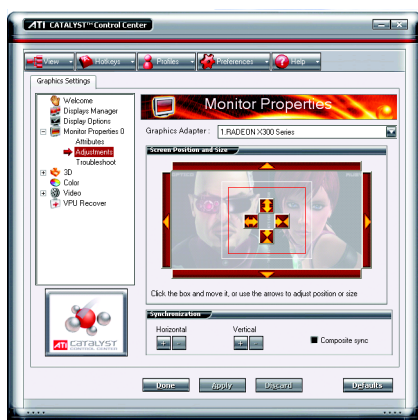 ATI CATALYST™ Control Center
View
Hotkeys
Profiles
Preferences
Help
Graphics Settings
Welcome
Displays Manager
Display Options
Monitor Properties 0
Attributes
Adjustments
Troubleshoot
3D
Color
Video
VPU Recover
Monitor Properties
Graphics Adapter :
1.RADEON X300 Series
Screen Position and Size
Click the box and move it, or use the arrows to adjust position or size
Synchronization
Horizontal
Vertical
+ -
+ -
Composite sync
ATI CATALYST
CONTROL CENTER
Done
Apply
Discard
Defaults